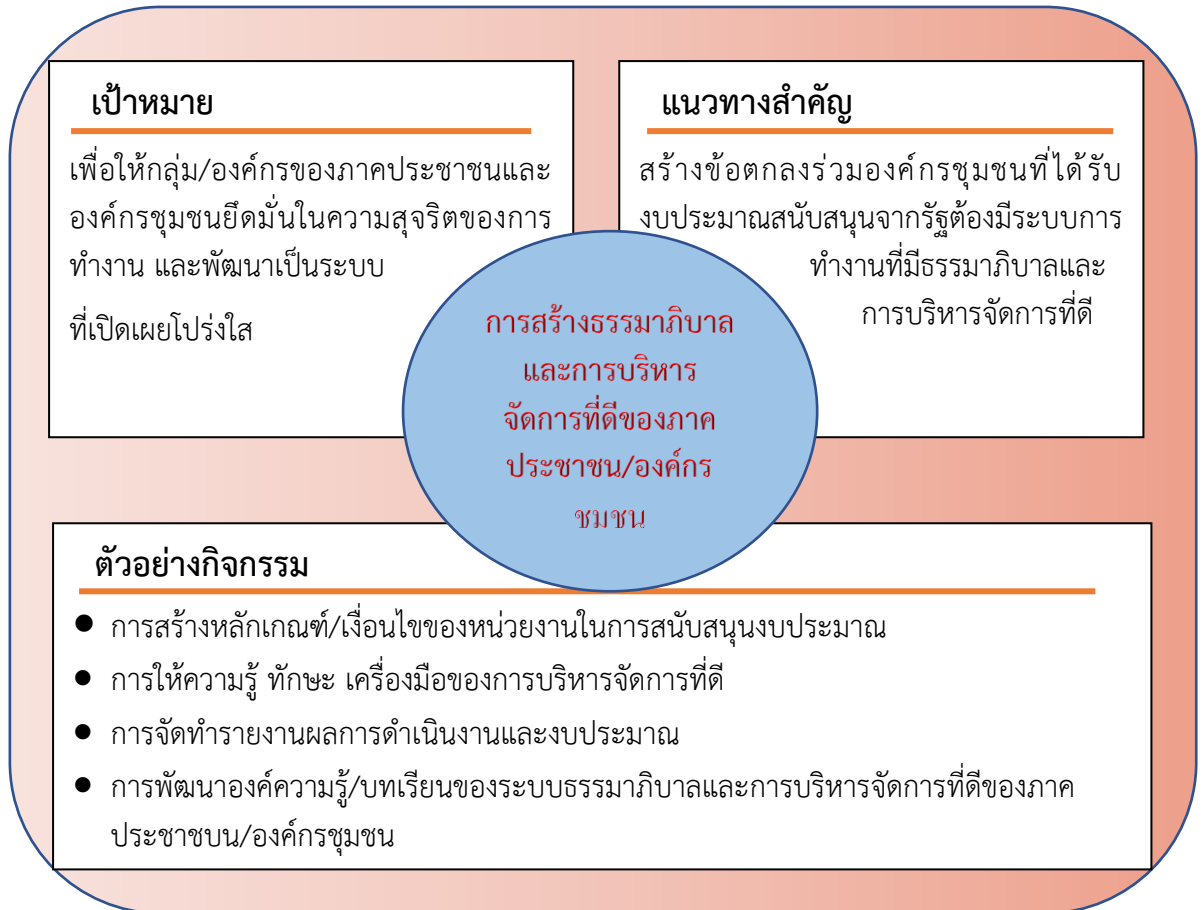 เป้าหมาย
เพื่อให้กลุ่ม/องค์กรของภาคประชาชนและ
องค์กรชุมชนยึดมั่นในความสุจริตของการ
ทำงาน และพัฒนาเป็นระบบ
ที่เปิดเผยโปร่งใส
แนวทางสำคัญ
สร้างข้อตกลงร่วมองค์กรชุมชนที่ได้รับ
งบประมาณสนับสนุนจากรัฐต้องมีระบบการ
ทำงานที่มีธรรมาภิบาลและ
การบริหารจัดการที่ดี
การสร้างธรรมาภิบาล
และการบริหาร
จัดการที่ดีของภาค
ประชาชน/องค์กร
ชมชน
ตัวอย่างกิจกรรม
● การสร้างหลักเกณฑ์/เงื่อนไขของหน่วยงานในการสนับสนุนงบประมาณ
● การให้ความรู้ ทักษะ เครื่องมือของการบริหารจัดการที่ดี
● การจัดทำรายงานผลการดำเนินงานและงบประมาณ
● การพัฒนาองค์ความรู้/บทเรียนของระบบธรรมาภิบาลและการบริหารจัดการที่ดีของภาค
ประชาชบน/องค์กรชุมชน